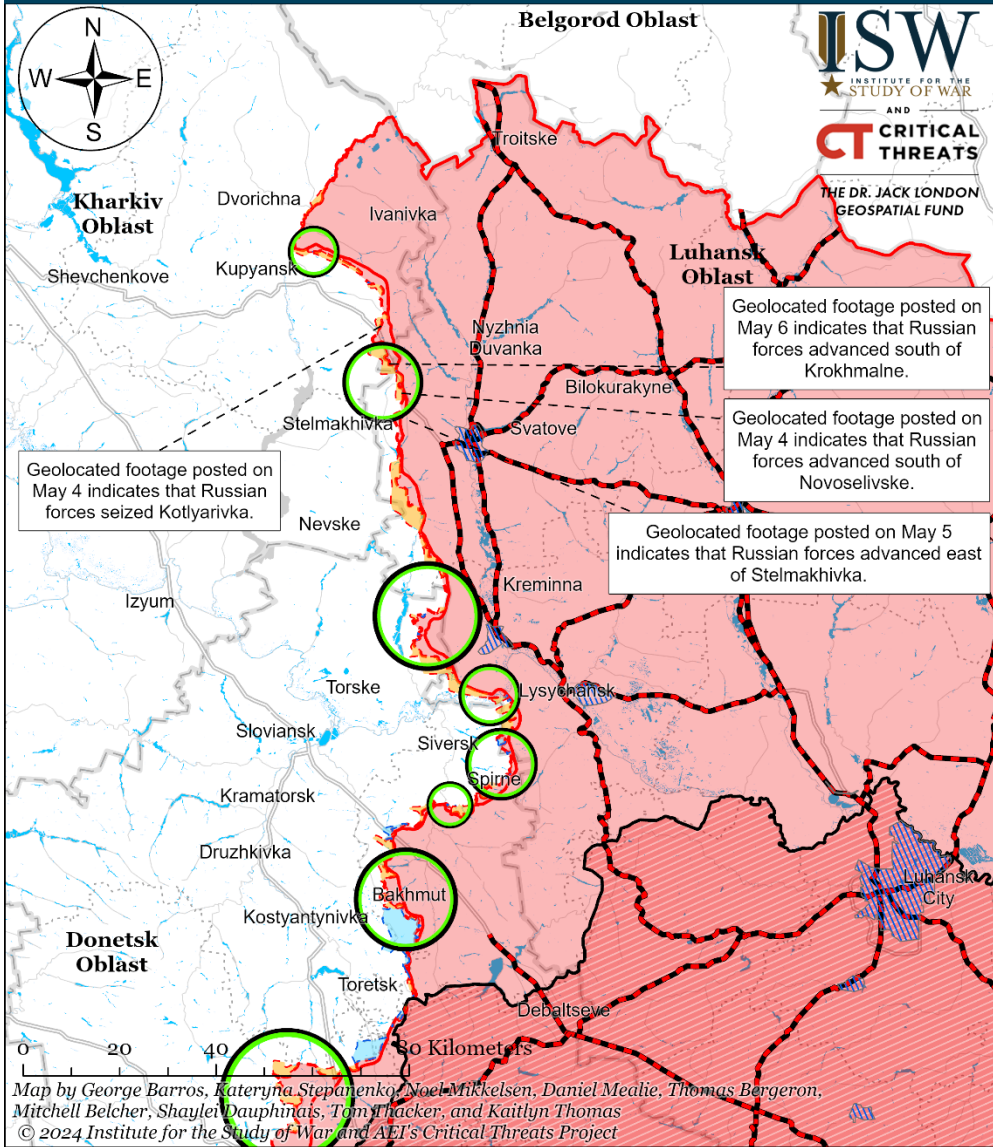 Belgorod Oblast
N
W
E
S
ISW
INSTITUTE FOR THE
STUDY OF WAR
AND
CT CRITICAL
THREATS
THE DR. JACK LONDON
GEOSPATIAL FUND
Troitske
Dvorichna
Kharkiv
Oblast
Ivanivka
Shevchenkove
Kupyansk
Luhansk
Oblast
Geolocated footage posted on
May 6 indicates that Russian
forces advanced south of
Krokhmalne.
Nyzhnia
Duvanka
Bilokurakyne
Stelmakhivka
Svatove
Geolocated footage posted on
May 4 indicates that Russian
forces advanced south of
Novoselivske.
Geolocated footage posted on
May 4 indicates that Russian
forces seized Kotlyarivka.
Nevske
Geolocated footage posted on May 5
indicates that Russian forces advanced east
of Stelmakhivka.
Izyum
Kreminna
Torske
Lysychansk
Sloviansk
Siversk
Spirne
Kramatorsk
Druzhkivka
Bakhmut
Luhansk
City
Kostyantynivka
Donetsk
Oblast
Toretsk
Debaltseve
0 20 40 80 Kilometers
Map by George Barros, Kateryna Stepanenko, Noel Mikkelsen, Daniel Mealie, Thomas Bergeron,
Mitchell Belcher, Shaylei Dauphinais, Tom Thacker, and Kaitlyn Thomas
© 2024 Institute for the Study of War and AEI's Critical Threats Project